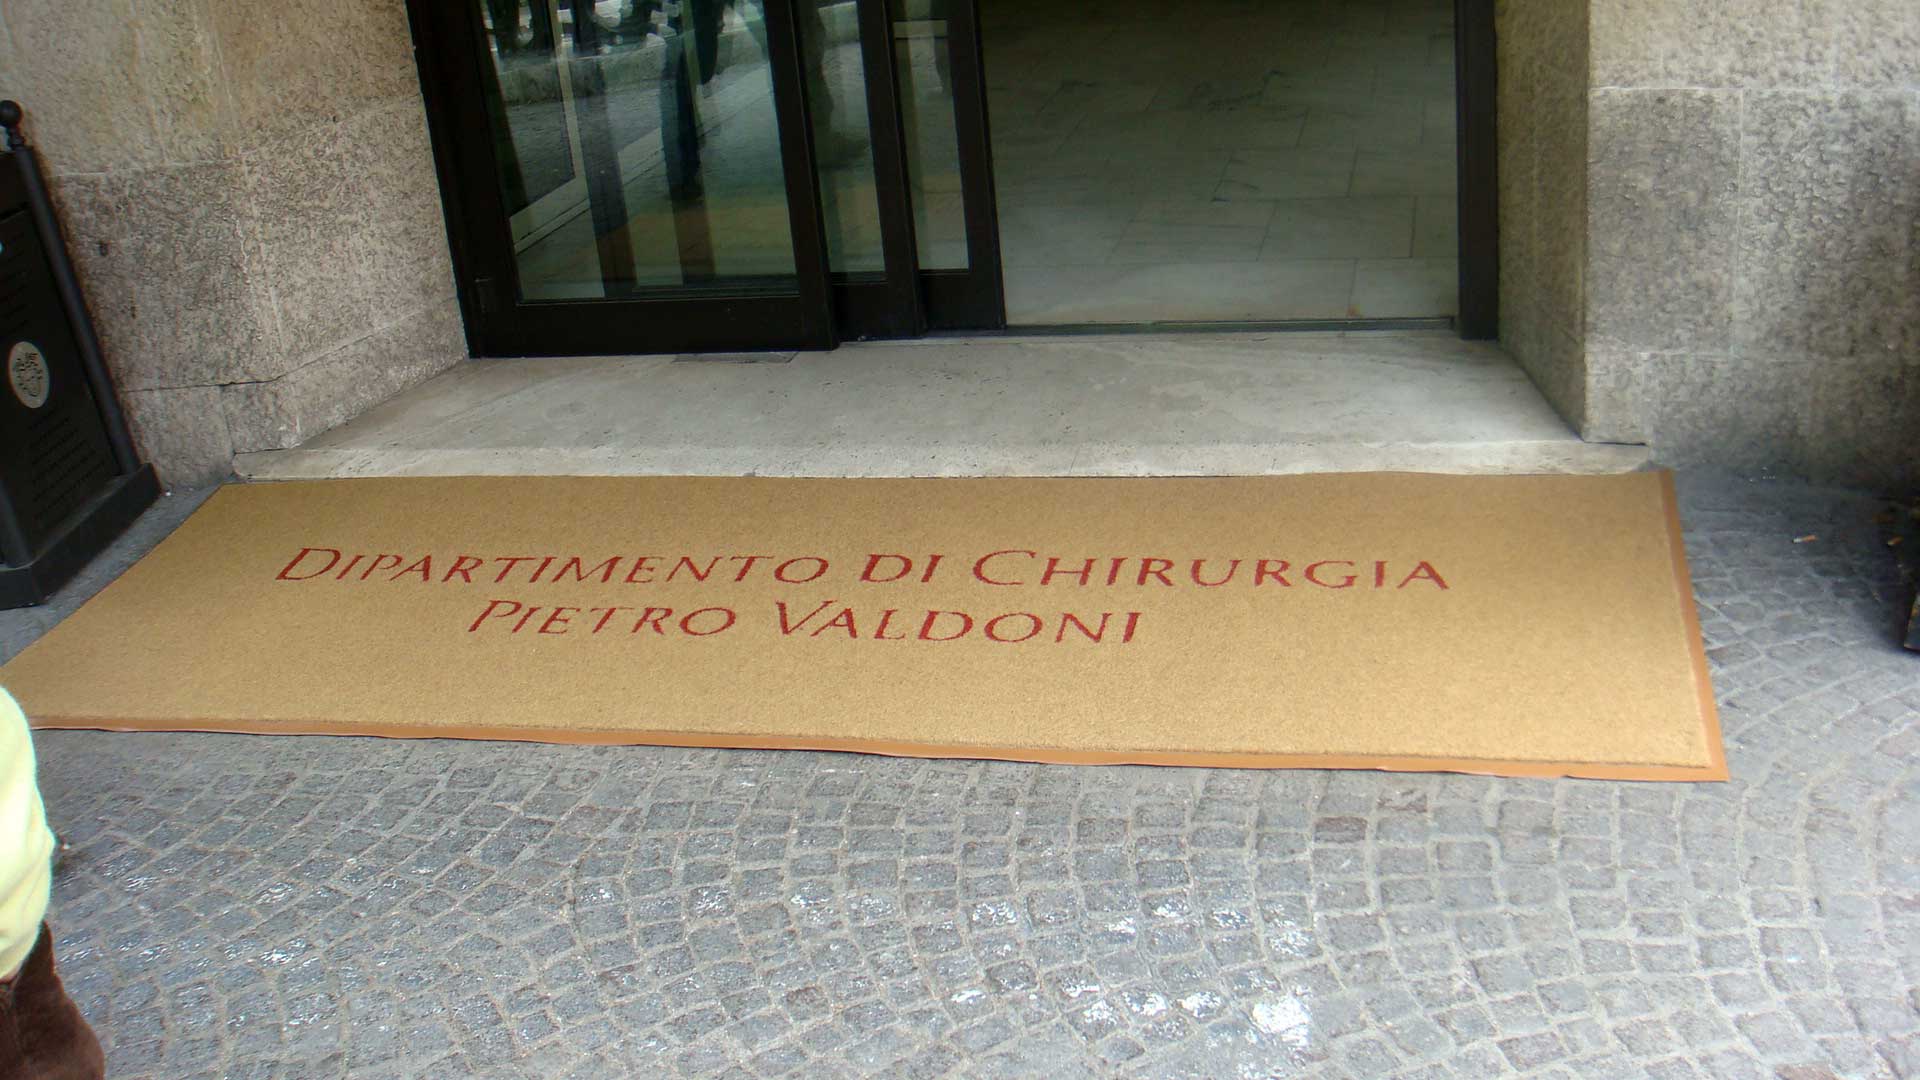 Dipartimento di Chirurgia
Pietro Valdoni